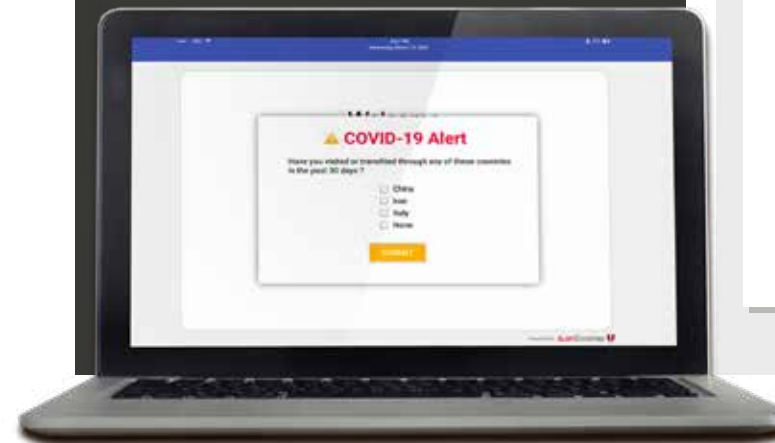 COVID-19 Alert
Have you visited or transited through any of these countries
in the past 30 days ?
China
Iran
Italy
None
SUBMIT